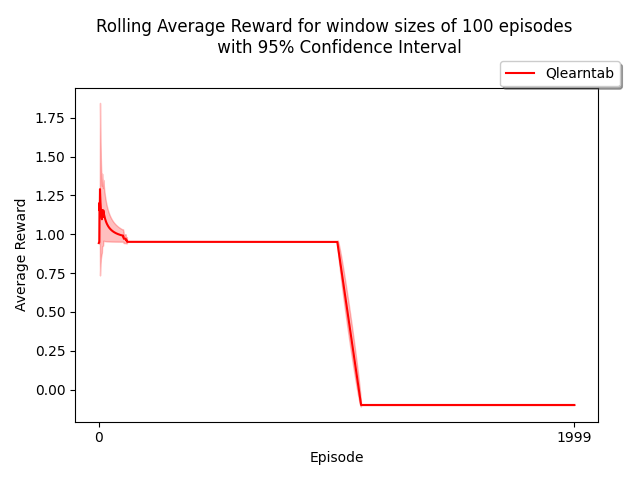 Rolling Average Reward for window sizes of 100 episodes
with 95% Confidence Interval
Qlearntab
1.75
1.50
1.25
1.00
0.75
0.50
0.25
0.00
Average Reward
0
1999
Episode